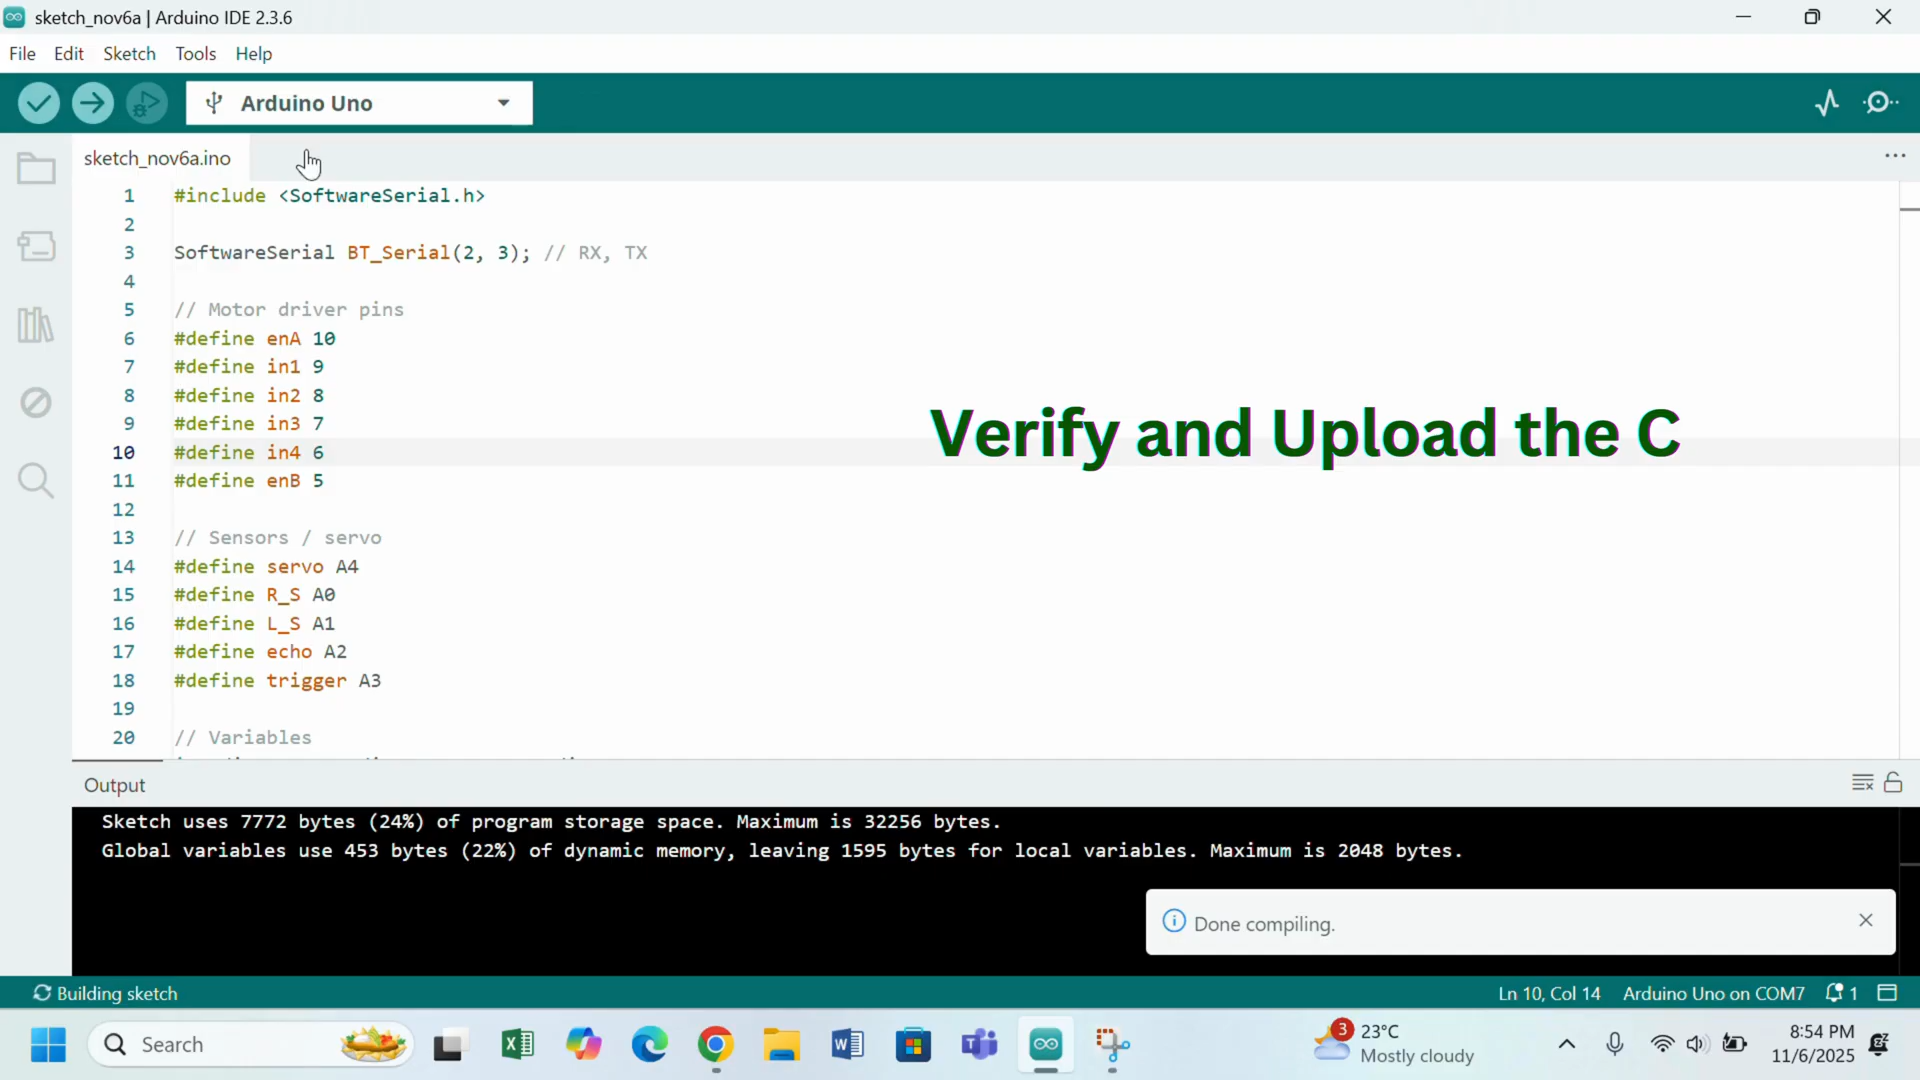 sketch_nov6a | Arduino IDE 2.3.6
File Edit Sketch Tools Help
Arduino Uno
sketch_nov6a.ino
1 #include <SoftwareSerial.h>
2
3 SoftwareSerial BT_Serial(2, 3); // RX, TX
4
5 // Motor driver pins
6 #define enA 10
7 #define in1 9
8 #define in2 8
9 #define in3 7
10 #define in4 6
11 #define enB 5
12
13 // Sensors / servo
14 #define servo A4
15 #define R_S A0
16 #define L_S A1
17 #define echo A2
18 #define trigger A3
19
20 // Variables
Verify and Upload the C
Output
Sketch uses 7772 bytes (24%) of program storage space. Maximum is 32256 bytes.
Global variables use 453 bytes (22%) of dynamic memory, leaving 1595 bytes for local variables. Maximum is 2048 bytes.
Done compiling.
Building sketch
Ln 10, Col 14 Arduino Uno on COM7 1
Search
3
23°C
Mostly cloudy
8:54 PM
11/6/2025